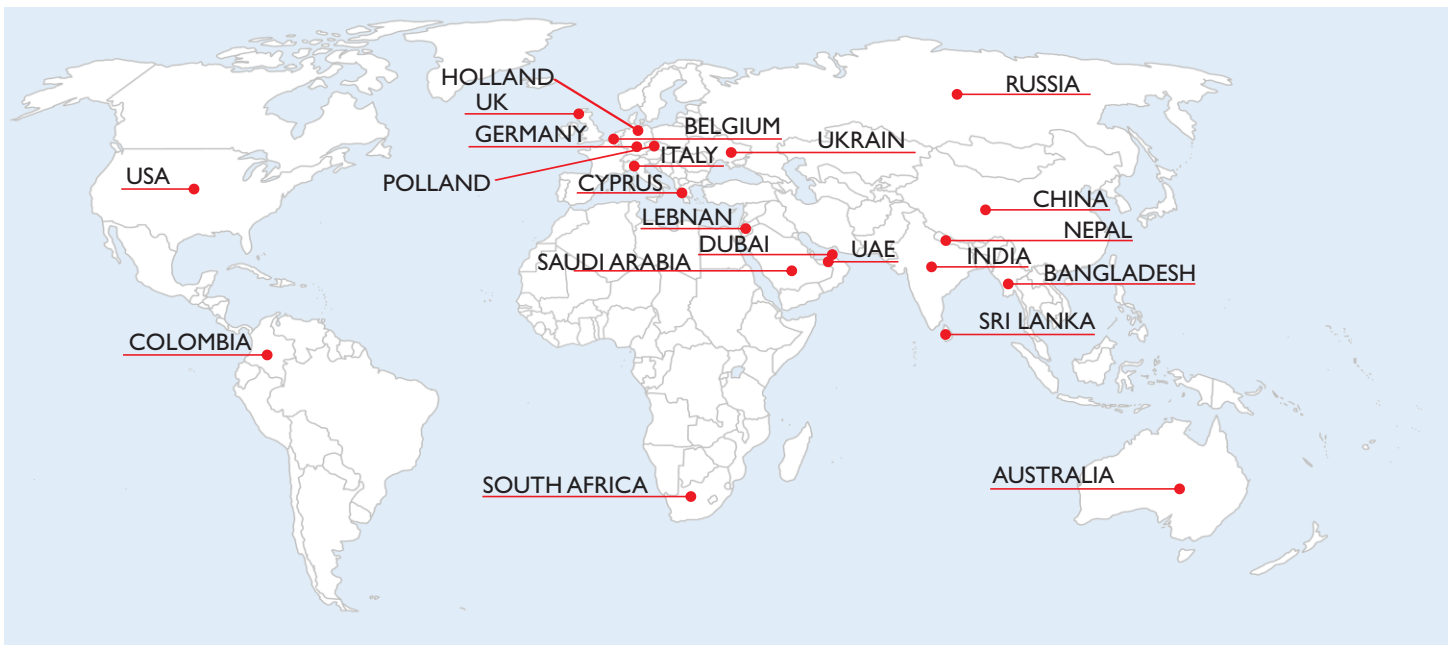 HOLLAND
RUSSIA
UK
GERMANY
BELGIUM
UKRAIN
ITALY
USA
POLLAND
CYPRUS
CHINA
LEBNAN
NEPAL
DUBAI
UAE
SAUDI ARABIA
INDIA
BANGLADESH
SRI LANKA
COLOMBIA
SOUTH AFRICA
AUSTRALIA